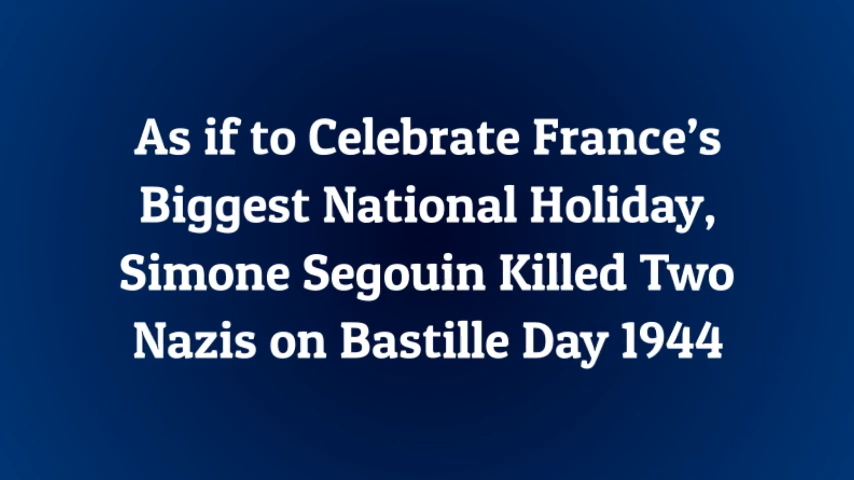 As if to Celebrate France’s
Biggest National Holiday,
Simone Segouin Killed Two
Nazis on Bastille Day 1944